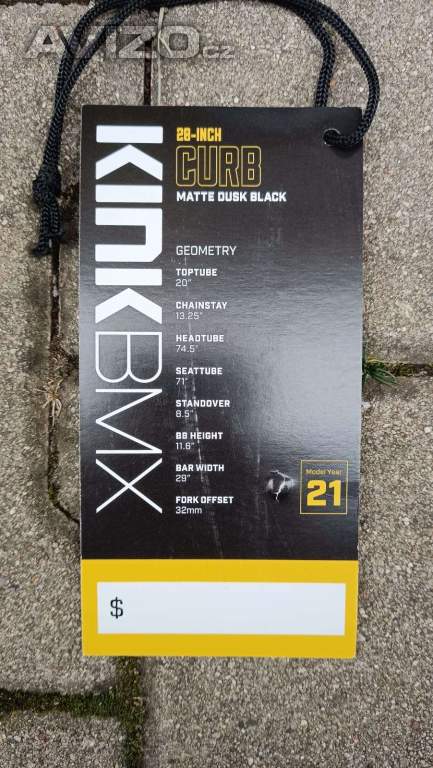 AVÍZO.cz
KINK BMX
20-INCH
CURB
MATTE DUSK BLACK
GEOMETRY
TOPTUBE
20"
CHAINSTAY
13.25"
HEADTUBE
74.5°
SEATTUBE
71°
STANDOVER
8.5"
BB HEIGHT
11.6"
BAR WIDTH
29"
FORK OFFSET
32mm
Model Year
21
$